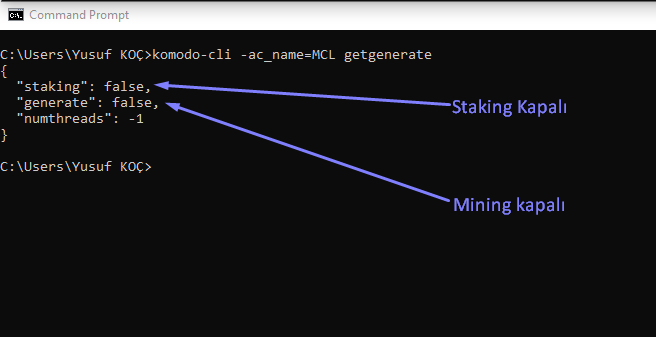 Command Prompt
C:\Users\Yusuf KOÇ>komodo-cli -ac_name=MCL getgenerate
{
  "staking": false,
  "generate": false,
  "numthreads": -1
}
Staking Kapalı
C:\Users\Yusuf KOÇ>
Mining kapalı